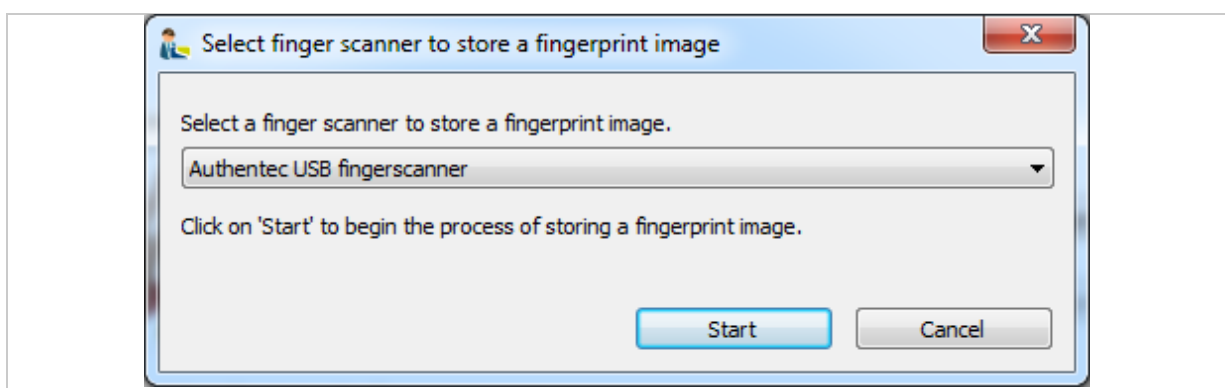 Select finger scanner to store a fingerprint image
Select a finger scanner to store a fingerprint image.
Authentec USB fingerscanner
Click on 'Start' to begin the process of storing a fingerprint image.
Start Cancel